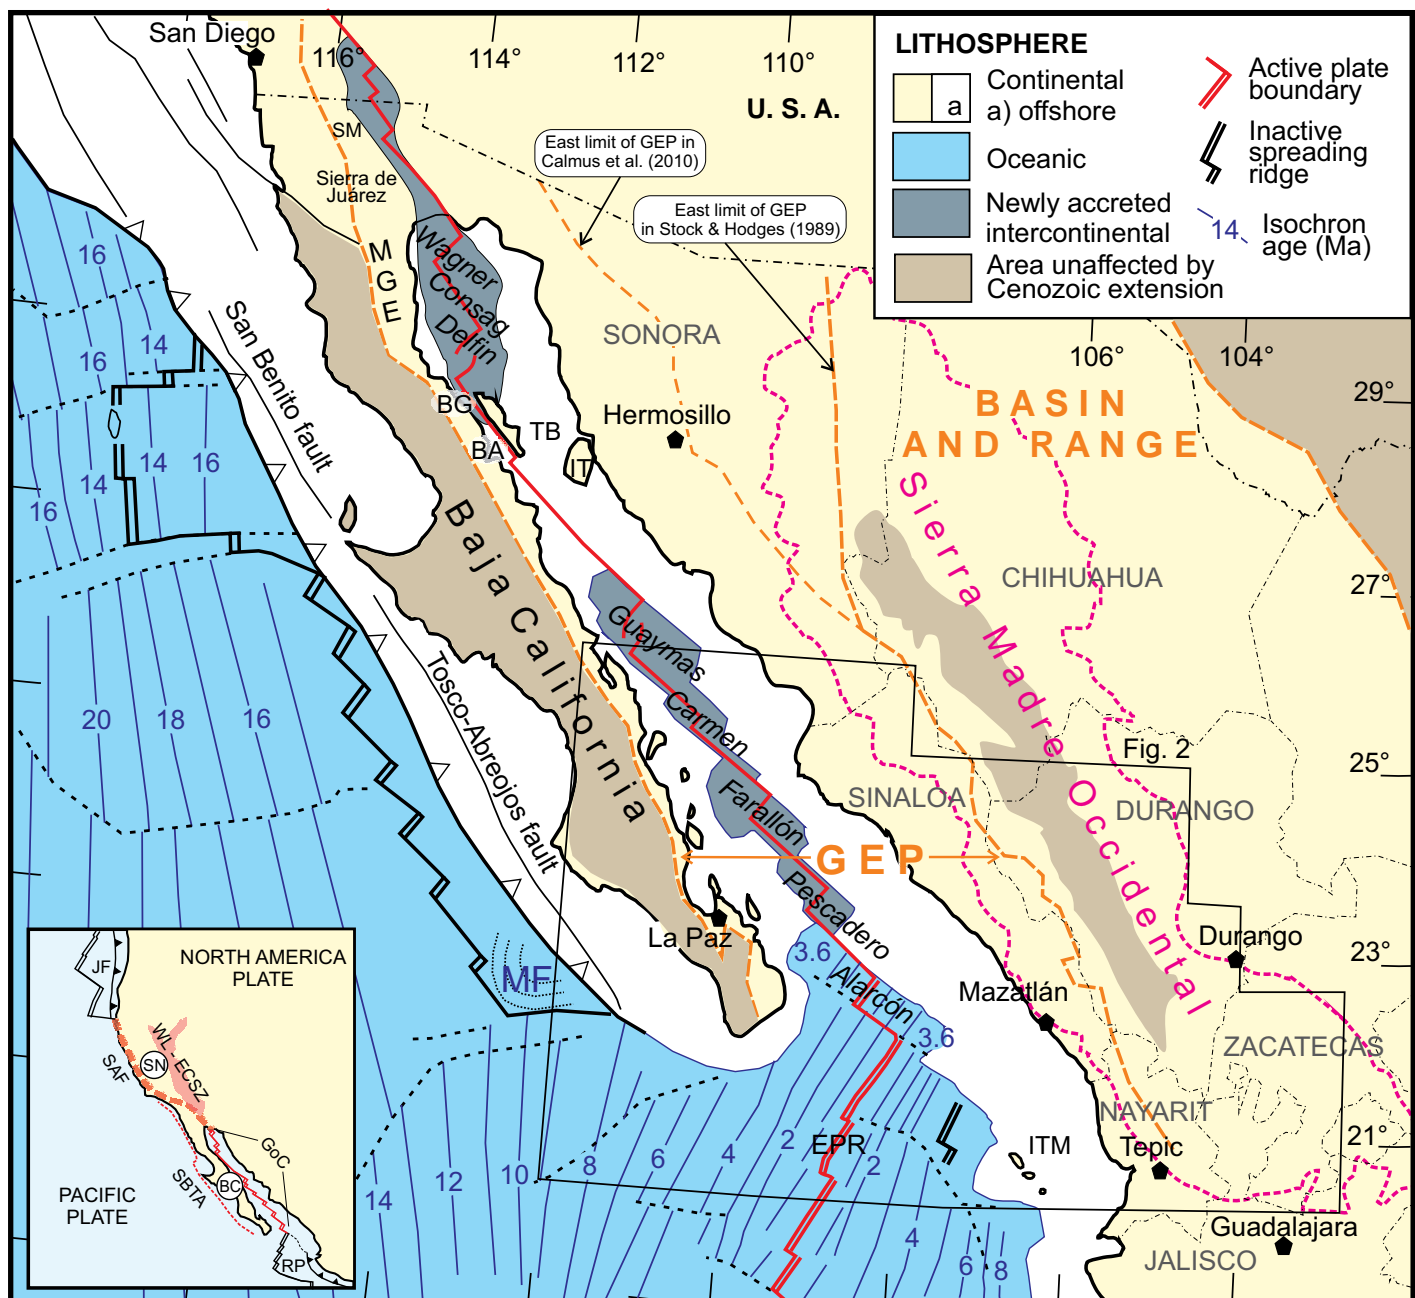 San Diego
116°
114°
112°
110°
U. S. A.
LITHOSPHERE
Continental
a) offshore
a
Oceanic
Newly accreted
intercontinental
Area unaffected by
Cenozoic extension
Active plate
boundary
Inactive
spreading
ridge
14
Isochron
age (Ma)
East limit of GEP in
Calmus et al. (2010)
East limit of GEP
in Stock & Hodges (1989)
SM
Sierra de
Juárez
MGE
Wagner
Consag
Delfín
BG
BA
TB
IT
SONORA
Hermosillo
106°
104°
29°
27°
25°
23°
21°
BASIN
AND RANGE
Sierra Madre Occidental
CHIHUAHUA
San Benito fault
Tosco-Abreojos fault
Baja California
Guaymas
Carmen
Farallón
Pescadero
Alarcón
SINALOA
Fig. 2
DURANGO
GEP
La Paz
Durango
Mazatlán
ZACATECAS
NAYARIT
Tepic
Guadalajara
JALISCO
ITM
EPR
MF
16
14
16
14
16
14
16
20
18
16
3.6
3.6
14
12
10
8
6
4
2
2
4
6
8
JF
NORTH AMERICA
PLATE
WL - ECSZ
SN
SAF
GoC
SBTA
BC
PACIFIC
PLATE
RP